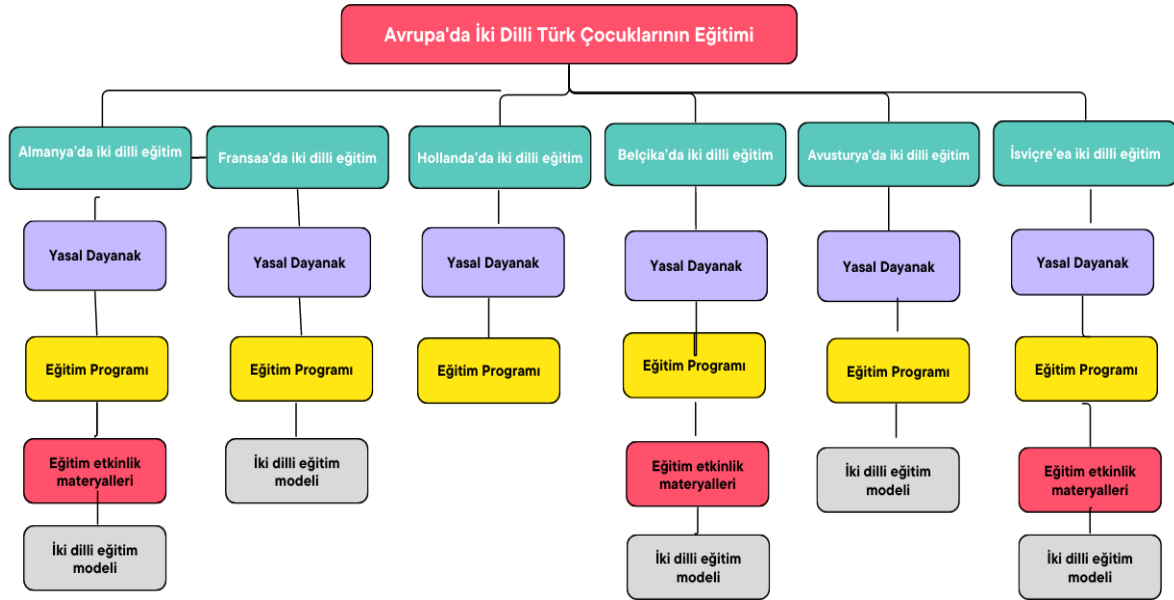 Avrupa'da İki Dilli Türk Çocuklarının Eğitimi
Almanya'da iki dilli eğitim
Fransaa'da iki dilli eğitim
Hollanda'da iki dilli eğitim
Belçika'da iki dilli eğitim
Avusturya'da iki dilli eğitim
İsviçre'ea iki dilli eğitim
Yasal Dayanak
Yasal Dayanak
Yasal Dayanak
Yasal Dayanak
Yasal Dayanak
Yasal Dayanak
Eğitim Programı
Eğitim Programı
Eğitim Programı
Eğitim Programı
Eğitim Programı
Eğitim Programı
Eğitim etkinlik
materyalleri
İki dilli eğitim
modeli
Eğitim etkinlik
materyalleri
İki dilli eğitim
modeli
Eğitim etkinlik
materyalleri
İki dilli eğitim
modeli
İki dilli eğitim
modeli
İki dilli eğitim
modeli